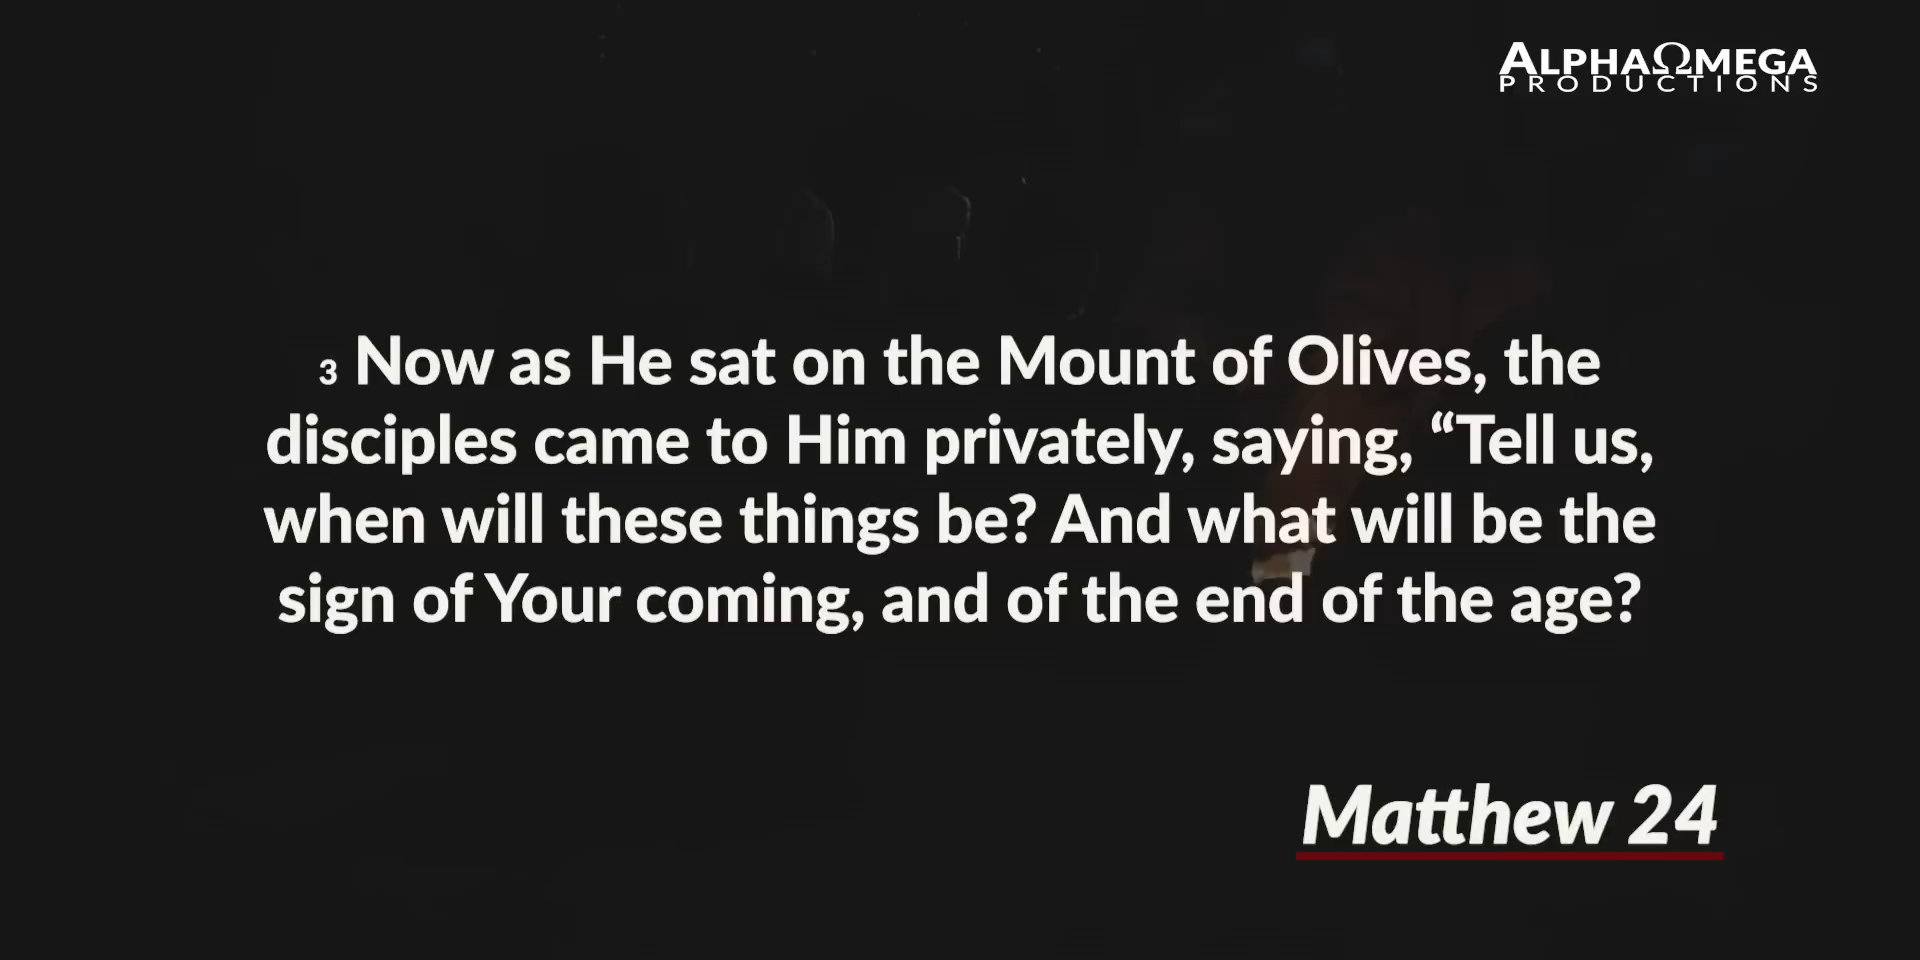 ALPHAΩMEGA
PRODUCTIONS
3 Now as He sat on the Mount of Olives, the
disciples came to Him privately, saying, “Tell us,
when will these things be? And what will be the
sign of Your coming, and of the end of the age?
Matthew 24